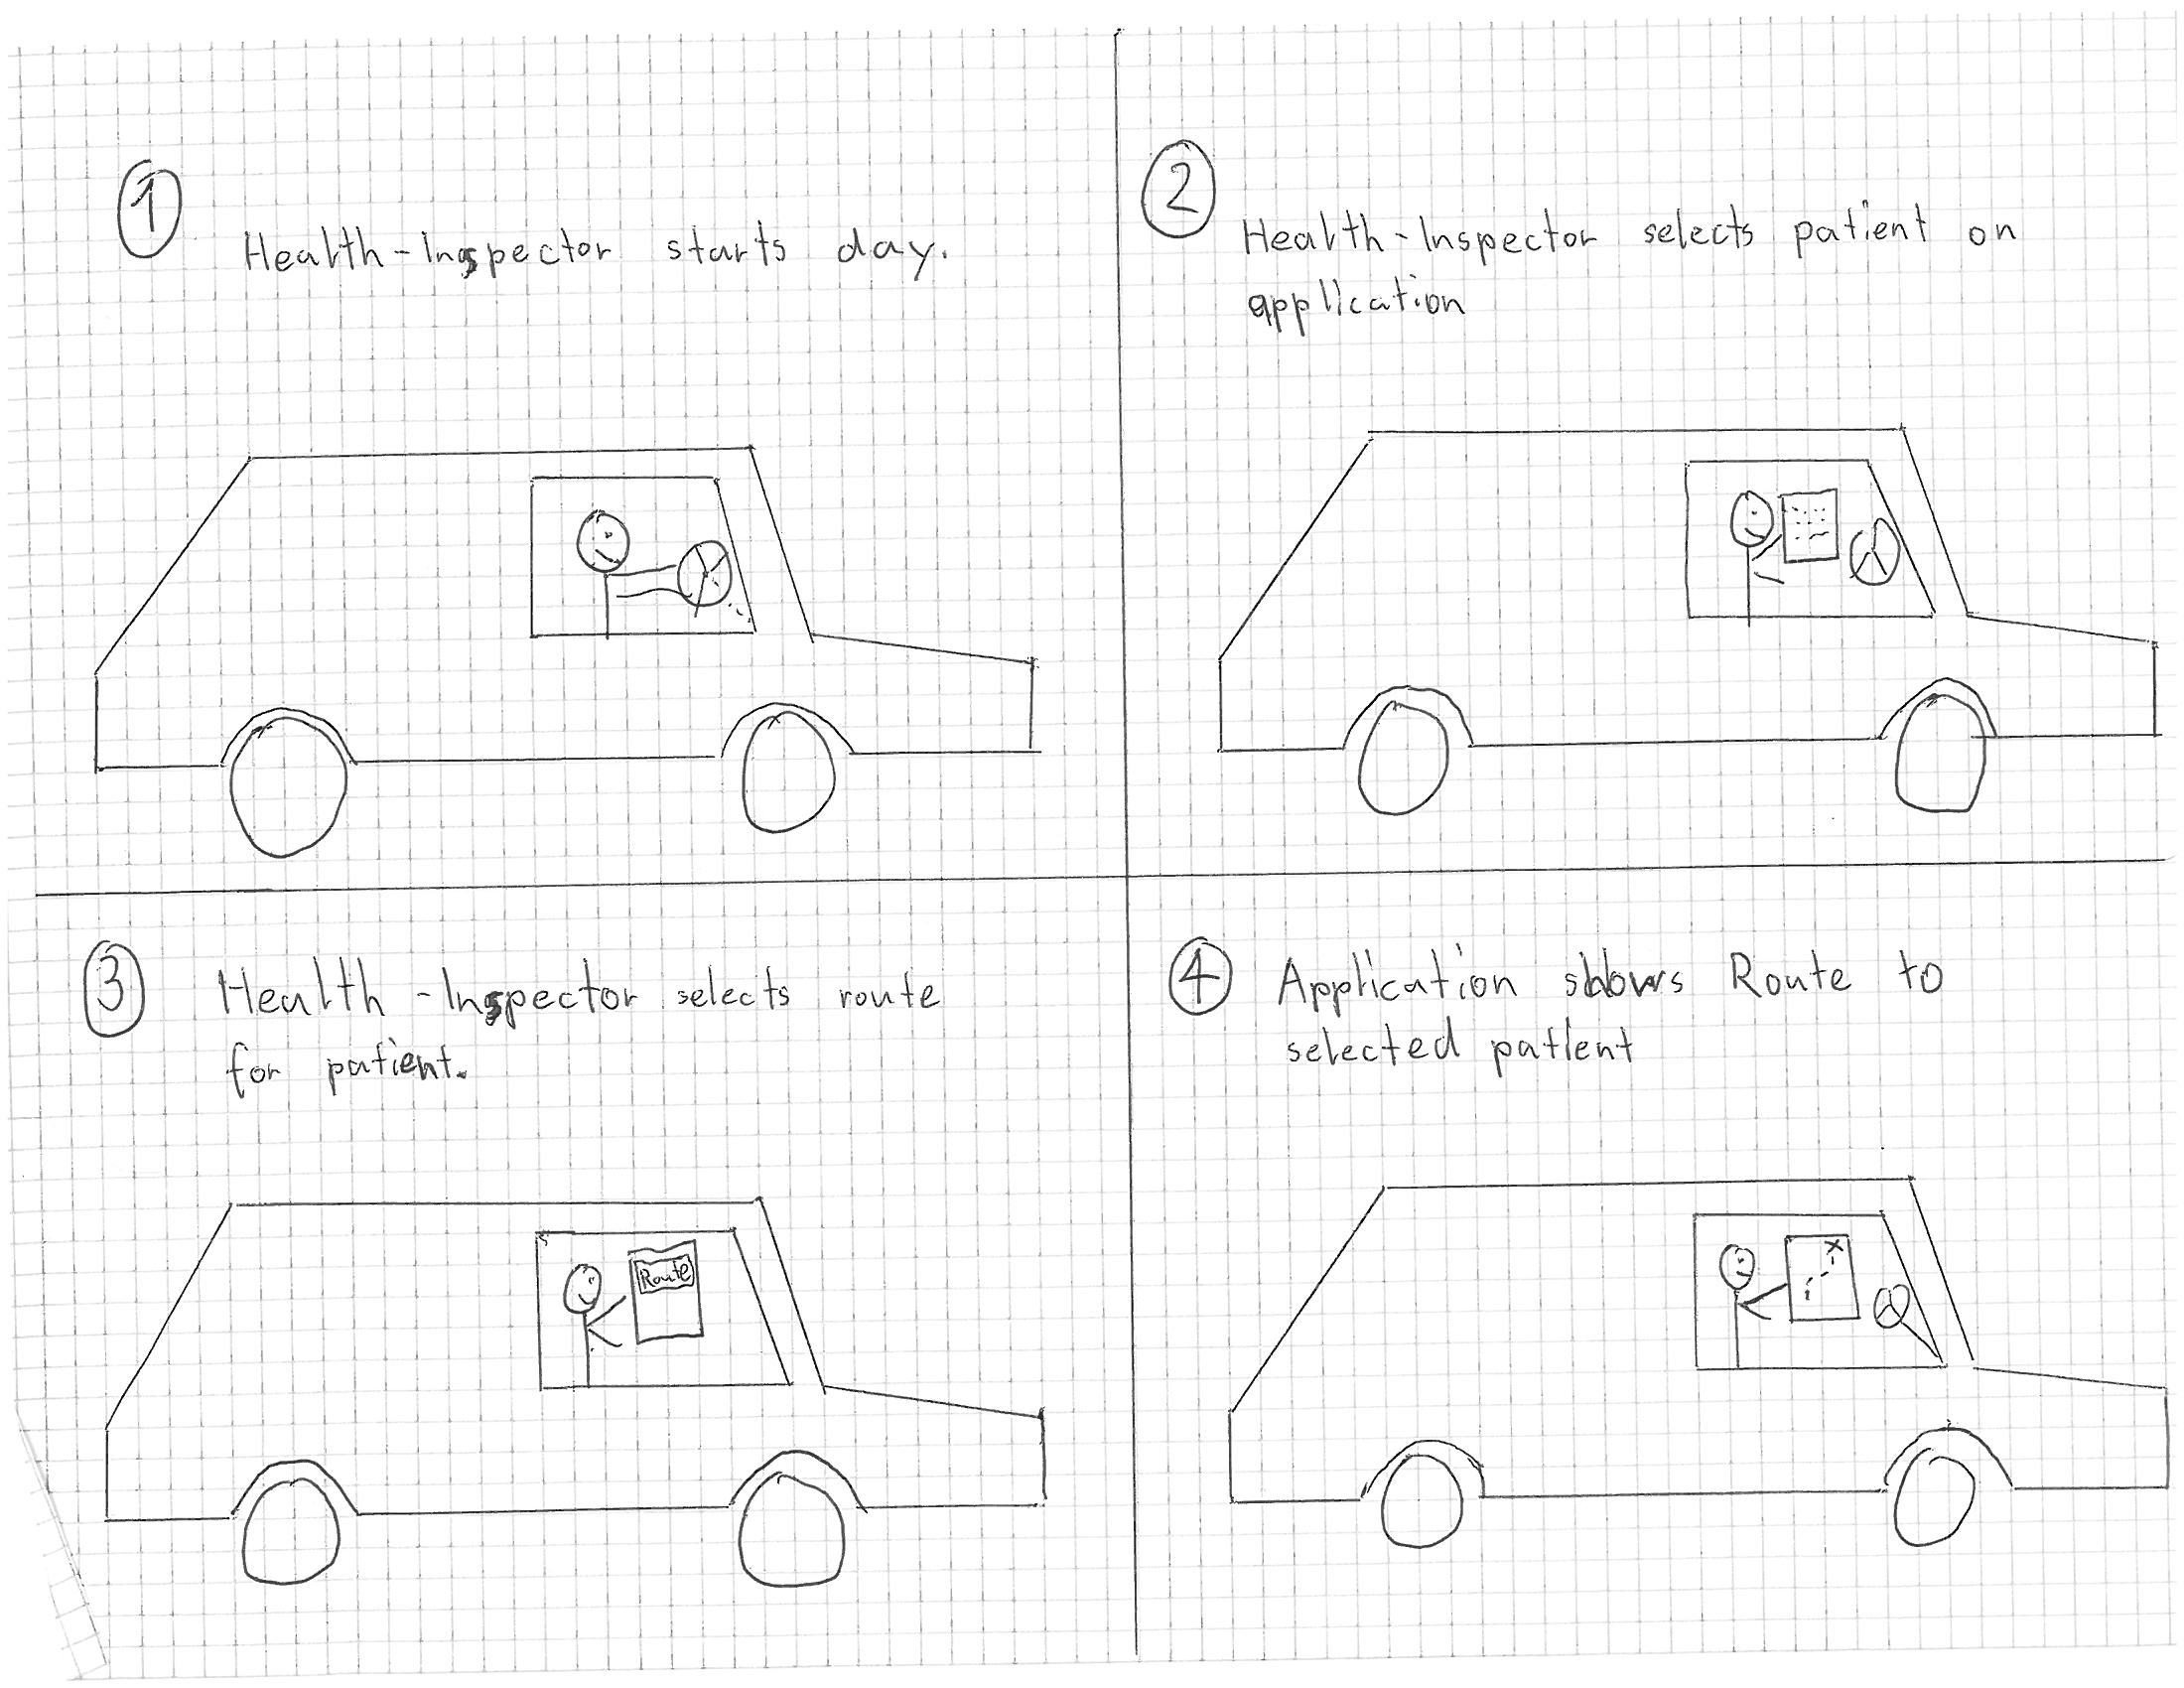 1
Health-Inspector starts day.
2
Health-Inspector selects patient on
application
3
Health-Inspector selects route
for patient.
Route
4
Application shows Route to
selected patient
x